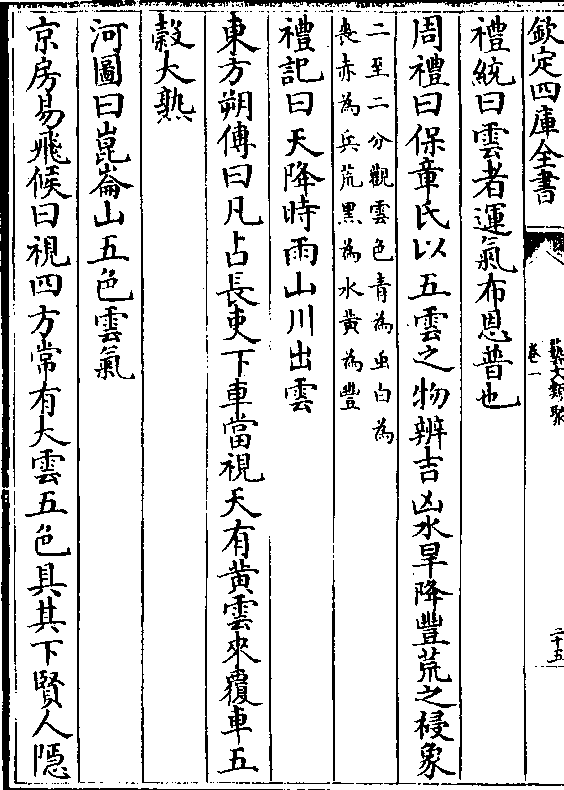 欽定四庫全書
藝文類聚
卷一
二十五
禮統曰雲者運氣布恩普也
周禮曰保章氏以五雲之物辨吉凶水旱降豐荒之祲象
二至二分觀雲色青為虫白為
喪赤為兵荒黑為水黃為豐
禮記曰天降時雨山川出雲
東方朔傳曰凡占長吏下車當視天有黃雲來覆車五
穀大熟
河圖曰崑崙山五色雲氣
京房易飛候曰視四方常有大雲五色具其下賢人隱